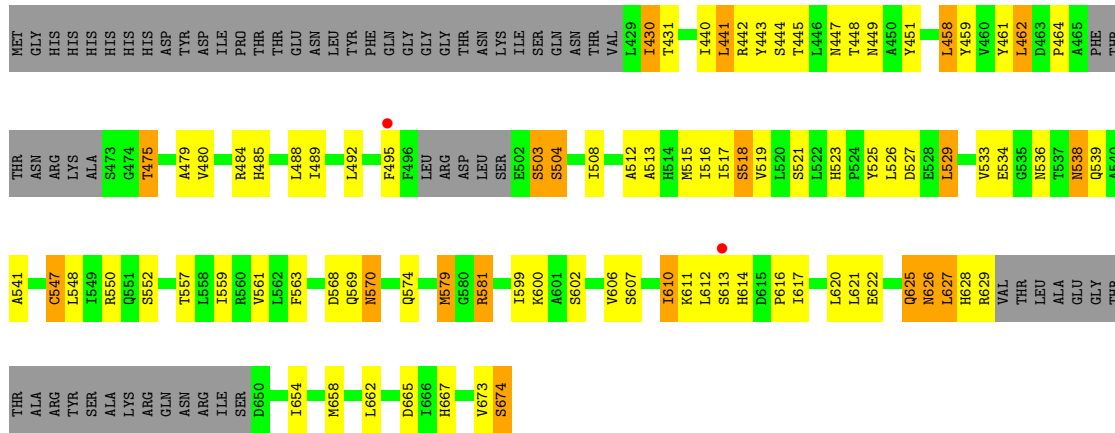 MET GLY HIS HIS HIS HIS HIS HIS ASP TYR ASP ILE PRO THR THR GLU ASN LEU TYR PHE GLN GLY GLY GLY THR ASN LYS ILE SER GLN ASN THR VAL L429 I430 T431 I440 L441 R442 Y443 S444 T445 L446 N447 T448 N449 A450 Y451 L458 Y459 V460 Y461 L462 D463 P464 A465 PHE THR
THR ASN ARG LYS ALA S473 G474 T475 A479 V480 R484 H485 L488 I489 L492 F495 F496 LEU ARG ASP LEU SER E502 S503 S504 I508 A512 A513 H514 M515 I516 I517 S518 V519 L520 S521 L522 H523 P524 Y525 L526 D527 E528 L529 V533 E534 G535 N536 T537 N538 Q539 A540
A541 C547 L548 I549 R550 Q551 S552 T557 L558 I559 R560 V561 L562 F563 D568 Q569 N570 Q574 M579 G580 R581 I599 K600 A601 S602 V606 S607 I610 K611 L612 S613 H614 D615 P616 I617 L620 L621 E622 Q625 N626 L627 H628 R629 VAL THR LEU ALA GLU GLY THR
THR ALA ARG TYR SER ALA LYS ARG GLN ASN ARG ILE SER D650 I654 M658 L662 D665 I666 H667 V673 S674